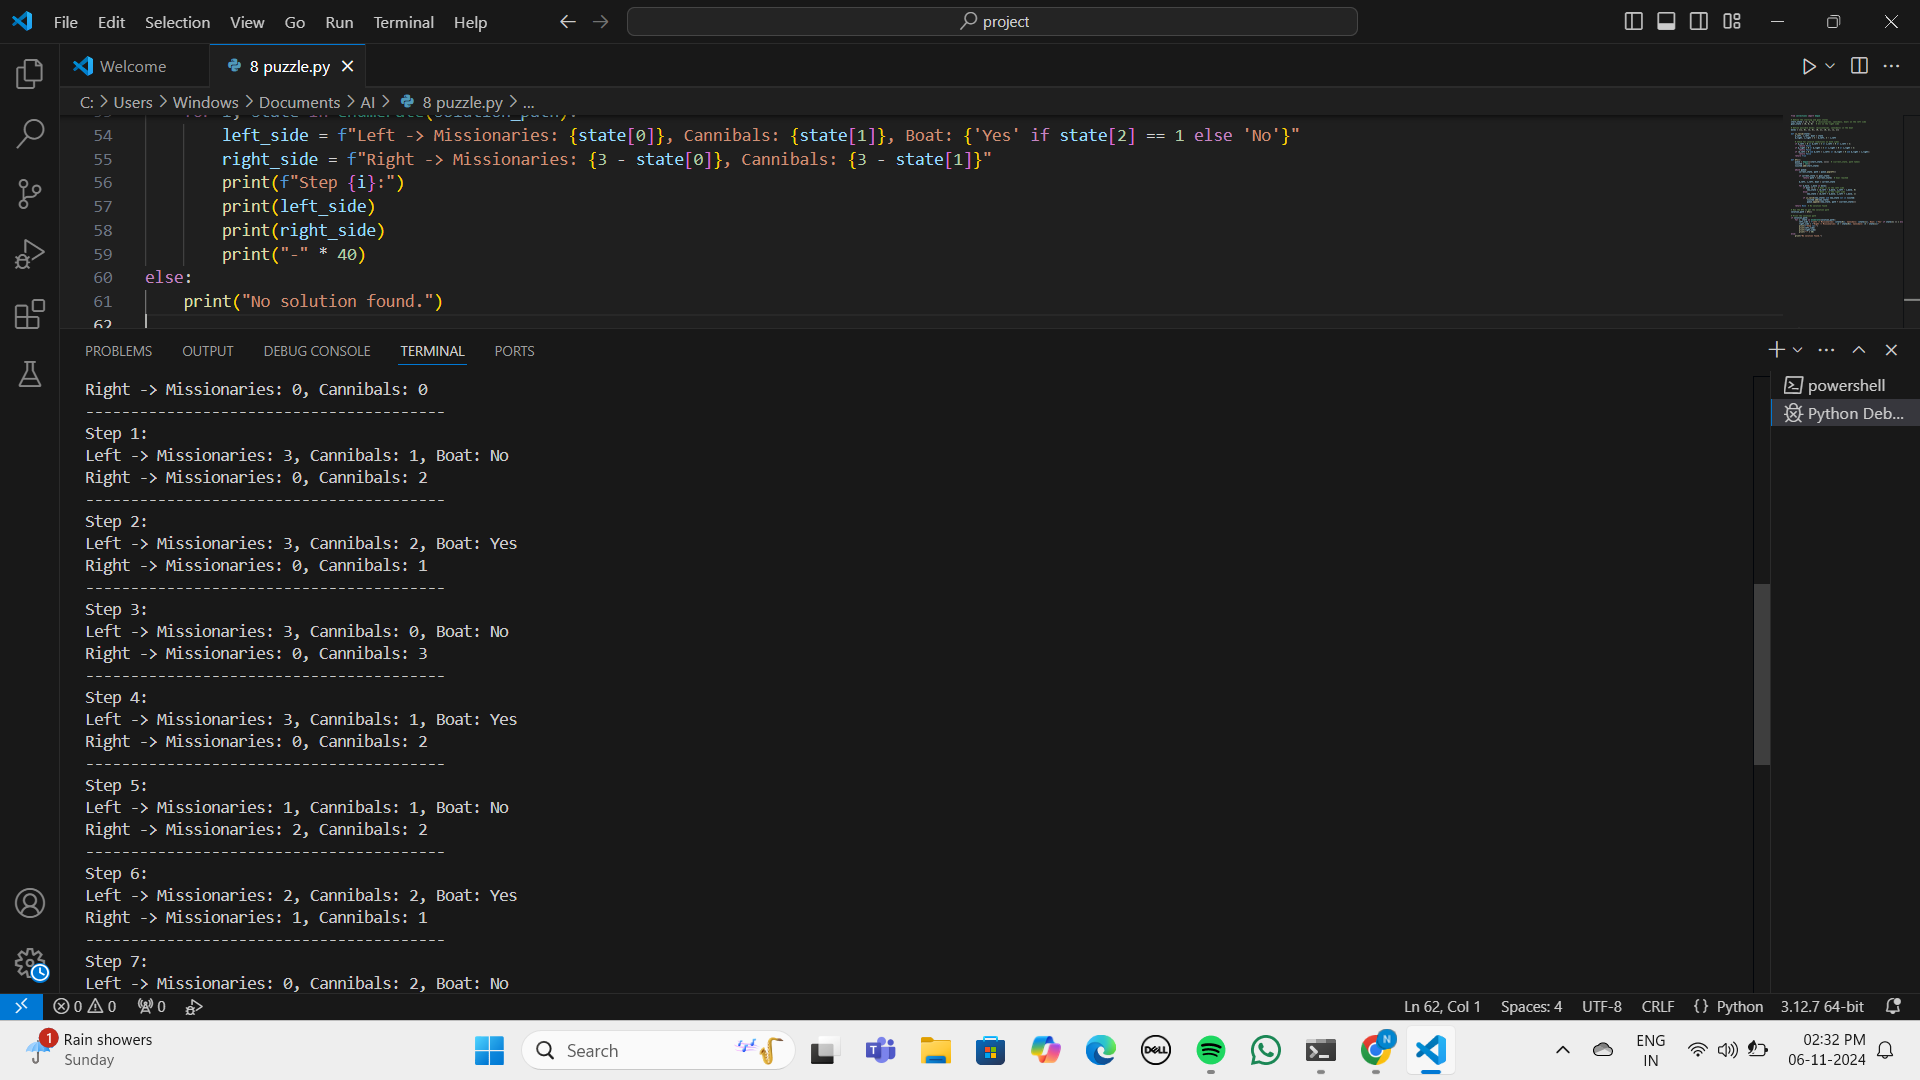 File Edit Selection View Go Run Terminal Help
project
Welcome
8 puzzle.py
C: > Users > Windows > Documents > AI > 8 puzzle.py > ...
54 left_side = f"Left -> Missionaries: {state[0]}, Cannibals: {state[1]}, Boat: {'Yes' if state[2] == 1 else 'No'}"
55 right_side = f"Right -> Missionaries: {3 - state[0]}, Cannibals: {3 - state[1]}"
56 print(f"Step {i}:")
57 print(left_side)
58 print(right_side)
59 print("-" * 40)
60 else:
61 print("No solution found.")
62
PROBLEMS OUTPUT DEBUG CONSOLE TERMINAL PORTS
powershell
Python Deb...
Right -> Missionaries: 0, Cannibals: 0
----------------------------------------
Step 1:
Left -> Missionaries: 3, Cannibals: 1, Boat: No
Right -> Missionaries: 0, Cannibals: 2
----------------------------------------
Step 2:
Left -> Missionaries: 3, Cannibals: 2, Boat: Yes
Right -> Missionaries: 0, Cannibals: 1
----------------------------------------
Step 3:
Left -> Missionaries: 3, Cannibals: 0, Boat: No
Right -> Missionaries: 0, Cannibals: 3
----------------------------------------
Step 4:
Left -> Missionaries: 3, Cannibals: 1, Boat: Yes
Right -> Missionaries: 0, Cannibals: 2
----------------------------------------
Step 5:
Left -> Missionaries: 1, Cannibals: 1, Boat: No
Right -> Missionaries: 2, Cannibals: 2
----------------------------------------
Step 6:
Left -> Missionaries: 2, Cannibals: 2, Boat: Yes
Right -> Missionaries: 1, Cannibals: 1
----------------------------------------
Step 7:
Left -> Missionaries: 0, Cannibals: 2, Boat: No
0 0 0
Ln 62, Col 1 Spaces: 4 UTF-8 CRLF {} Python 3.12.7 64-bit
1
Rain showers
Sunday
Search
DELL
N
ENG
IN
02:32 PM
06-11-2024